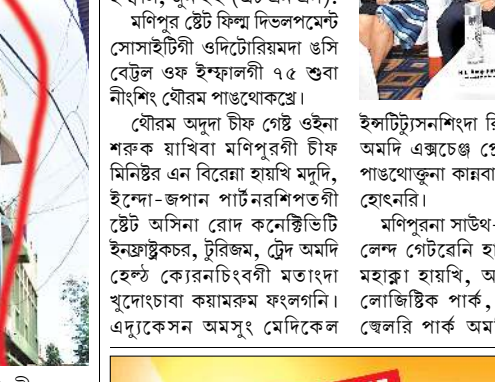 মণিপুর ষ্টেট ফিল্ম দিভলপমেন্ট
সোসাইটিগী ওদিটোরিয়মদা ঙসি
বেট্টল ওফ ইম্ফালগী ৭৫ শুবা
নীংশিং থৌরম পাঙথোকখ্রে।
থৌরম অদুদা চীফ গেষ্ট ওইনা
শরুক য়াখিবা মণিপুরগী চীফ
মিনিষ্টর এন বিরেন্না হায়খি মদুদি,
ইন্দো-জপান পার্টনরশিপতগী
ষ্টেট অসিনা রোদ কনেক্টিভিটি
ইনফ্রাষ্ট্রকচর, টুরিজম, ট্রেদ অমদি
হেল্থ ক্যেরনচিংবগী মতাংদা
খুদোংচাবা কয়ামরুম ফংলগনি।
এদ্যুকেসন অমসুং মেদিকেল
ইন্সটিট্যুসনশিংদা
অমদি এক্সচেঞ্জ
পাঙথোক্তুনা কান্নবা
হোৎনরি।
মণিপুরনা সাউথ-
লেন্দ গেটৱেনি
মহাক্না হায়খি,
লোজিষ্টিক পার্ক,
জ্বেলরি পার্ক